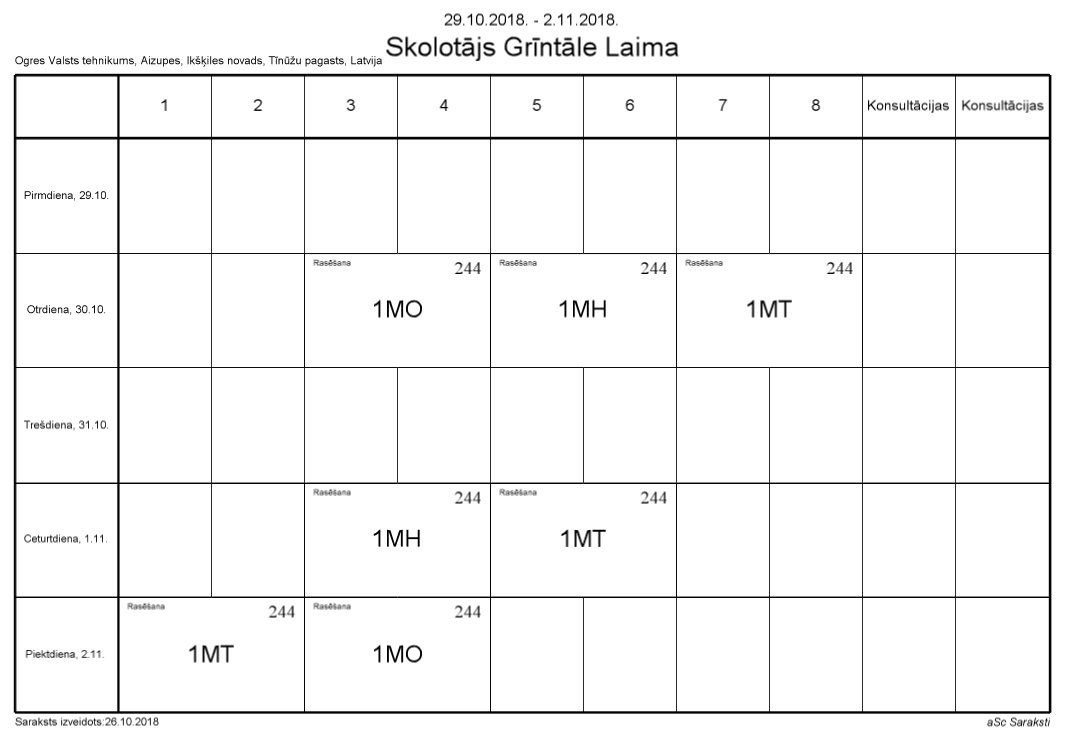 29.10.2018. - 2.11.2018.
Skolotājs Grīntāle Laima
Ogres Valsts tehnikums, Aizupes, Ikšķiles novads, Tīnūžu pagasts, Latvija
1 2 3 4 5 6 7 8 Konsultācijas Konsultācijas
Pirmdiena, 29.10.
Rasēšana 244 Rasēšana 244 Rasēšana 244
Otrdiena, 30.10. 1MO 1MH 1MT
Trešdiena, 31.10.
Rasēšana 244 Rasēšana 244
Ceturtdiena, 1.11. 1MH 1MT
Rasēšana 244 Rasēšana 244
Piektdiena, 2.11. 1MT 1MO
Saraksts izveidots:26.10.2018 aSc Saraksti